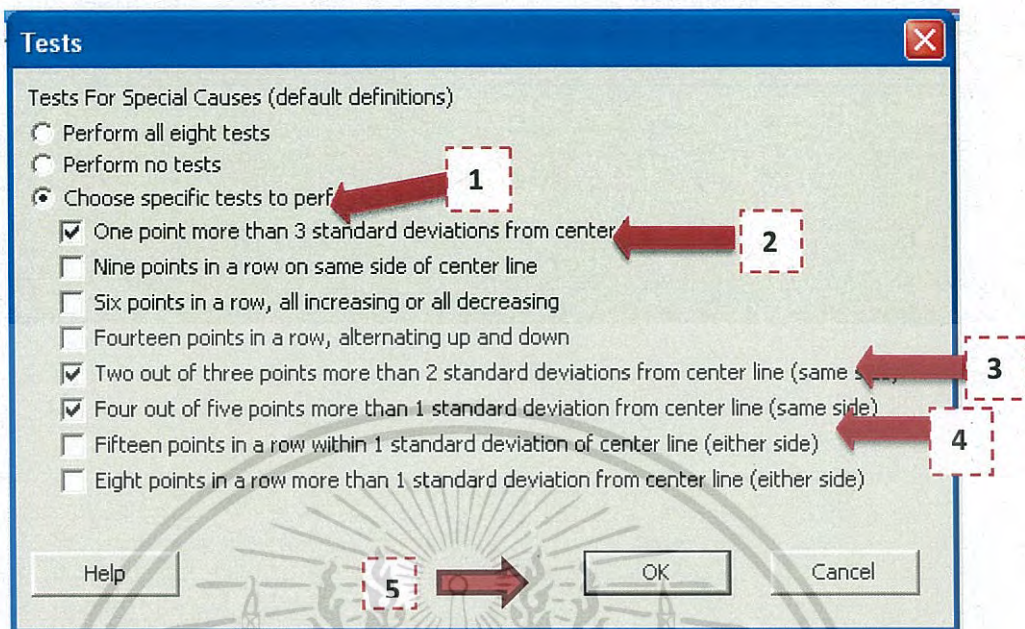 Tests
Tests For Special Causes (default definitions)
Perform all eight tests
Perform no tests
1
Choose specific tests to perf
One point more than 3 standard deviations from center
2
Nine points in a row on same side of center line
Six points in a row, all increasing or all decreasing
Fourteen points in a row, alternating up and down
Two out of three points more than 2 standard deviations from center line (same
3
Four out of five points more than 1 standard deviation from center line (same side)
4
Fifteen points in a row within 1 standard deviation of center line (either side)
Eight points in a row more than 1 standard deviation from center line (either side)
Help
5
OK
Cancel